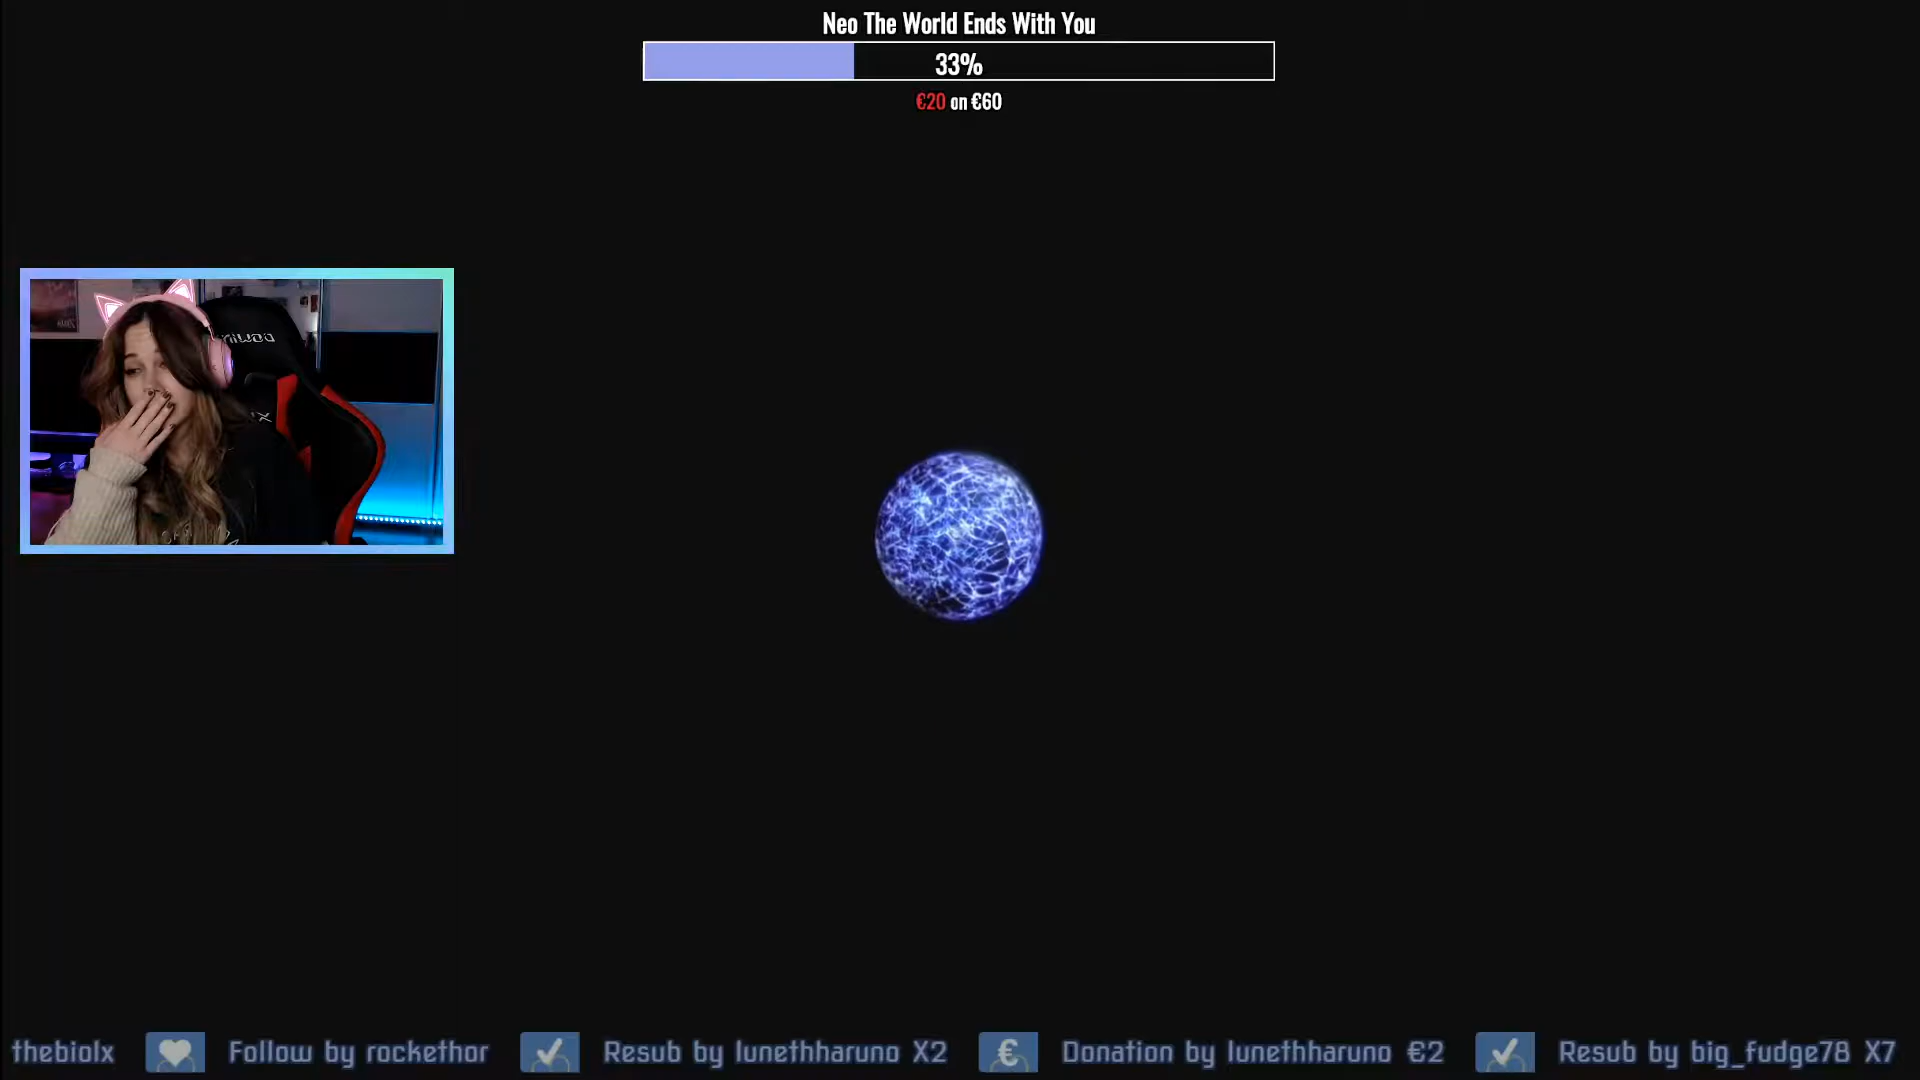 Neo The World Ends With You
33%
€20 on €60
thebiolx Follow by rockethor Resub by lunethharuno X2 € Donation by lunethharuno €2 Resub by big_fudge78 X7